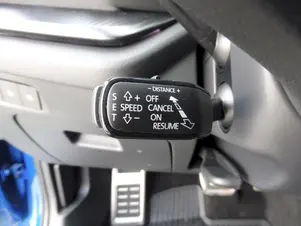 - DISTANCE +
S + OFF
E SPEED CANCEL
T - ON
RESUME